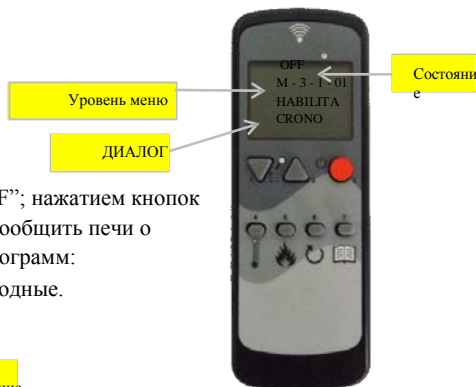 OFF
M - 3 - 1 - 01
HABILITA
CRONO
Состояни
е
Уровень меню
ДИАЛОГ
F”; нажатием кнопок
ообщить печи о
ограмм:
одные.